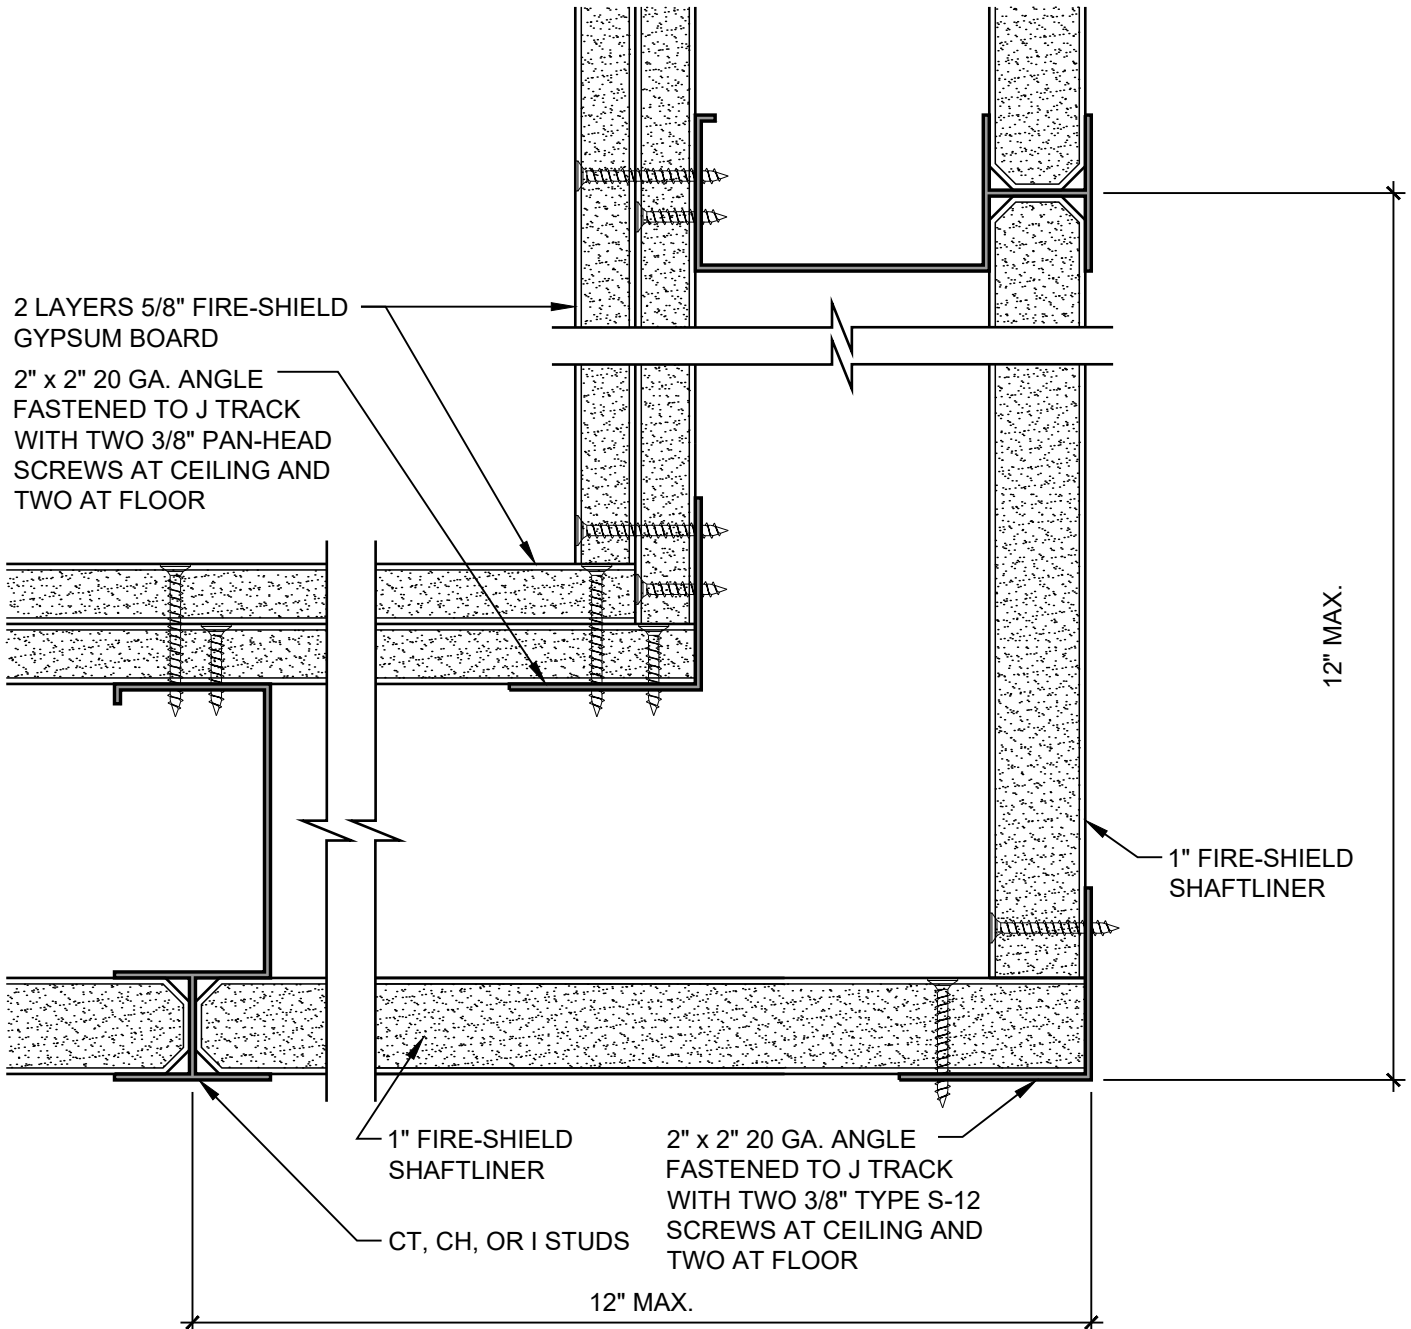 2 LAYERS 5/8" FIRE-SHIELD
GYPSUM BOARD
2" x 2" 20 GA. ANGLE
FASTENED TO J TRACK
WITH TWO 3/8" PAN-HEAD
SCREWS AT CEILING AND
TWO AT FLOOR
12" MAX.
1" FIRE-SHIELD
SHAFTLINER
1" FIRE-SHIELD
SHAFTLINER
CT, CH, OR I STUDS
2" x 2" 20 GA. ANGLE
FASTENED TO J TRACK
WITH TWO 3/8" TYPE S-12
SCREWS AT CEILING AND
TWO AT FLOOR
12" MAX.